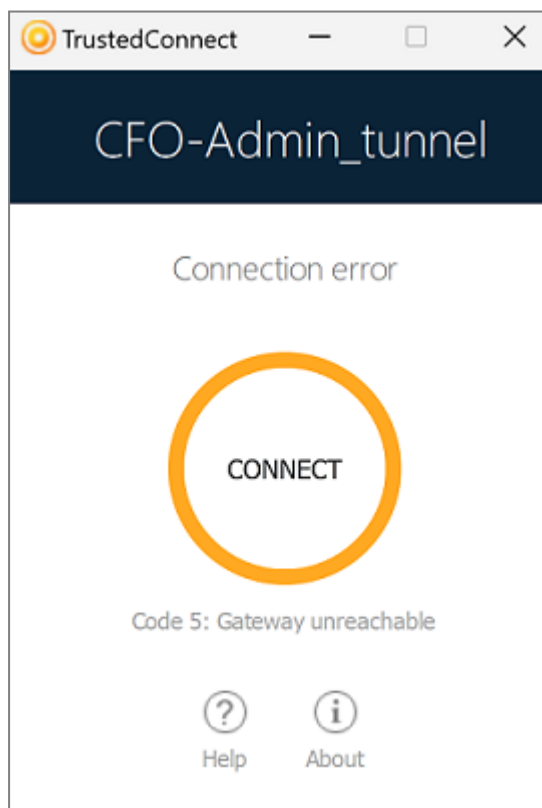 TrustedConnect
CFO-Admin_tunnel
Connection error
CONNECT
Code 5: Gateway unreachable
Help About